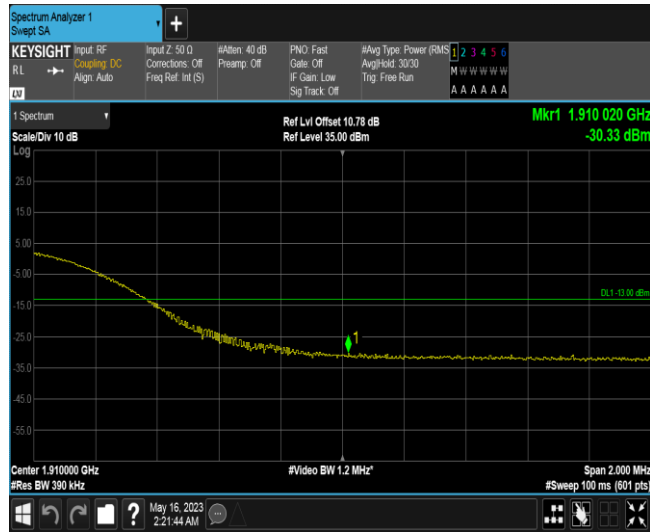 Spectrum Analyzer 1
Swept SA
+
KEYSIGHT
RL
LXI
Input: RF
Coupling: DC
Align: Auto
Input Z: 50 Ω
Corrections: Off
Freq Ref: Int (S)
#Atten: 40 dB
Preamp: Off
PNO: Fast
Gate: Off
IF Gain: Low
Sig Track: Off
#Avg Type: Power (RMS
Avg|Hold: 30/30
Trig: Free Run
1 2 3 4 5 6
M W W W W W
A A A A A A
1 Spectrum
Scale/Div 10 dB
Ref Lvl Offset 10.78 dB
Ref Level 35.00 dBm
Mkr1 1.910 020 GHz
-30.33 dBm
Log
25.0
15.0
5.00
-5.00
DL1 -13.00 dBm
-15.0
-25.0
1
-35.0
-45.0
-55.0
Center 1.910000 GHz
#Video BW 1.2 MHz*
Span 2.000 MHz
#Res BW 390 kHz
#Sweep 100 ms (601 pts)
?
May 16, 2023
2:21:44 AM